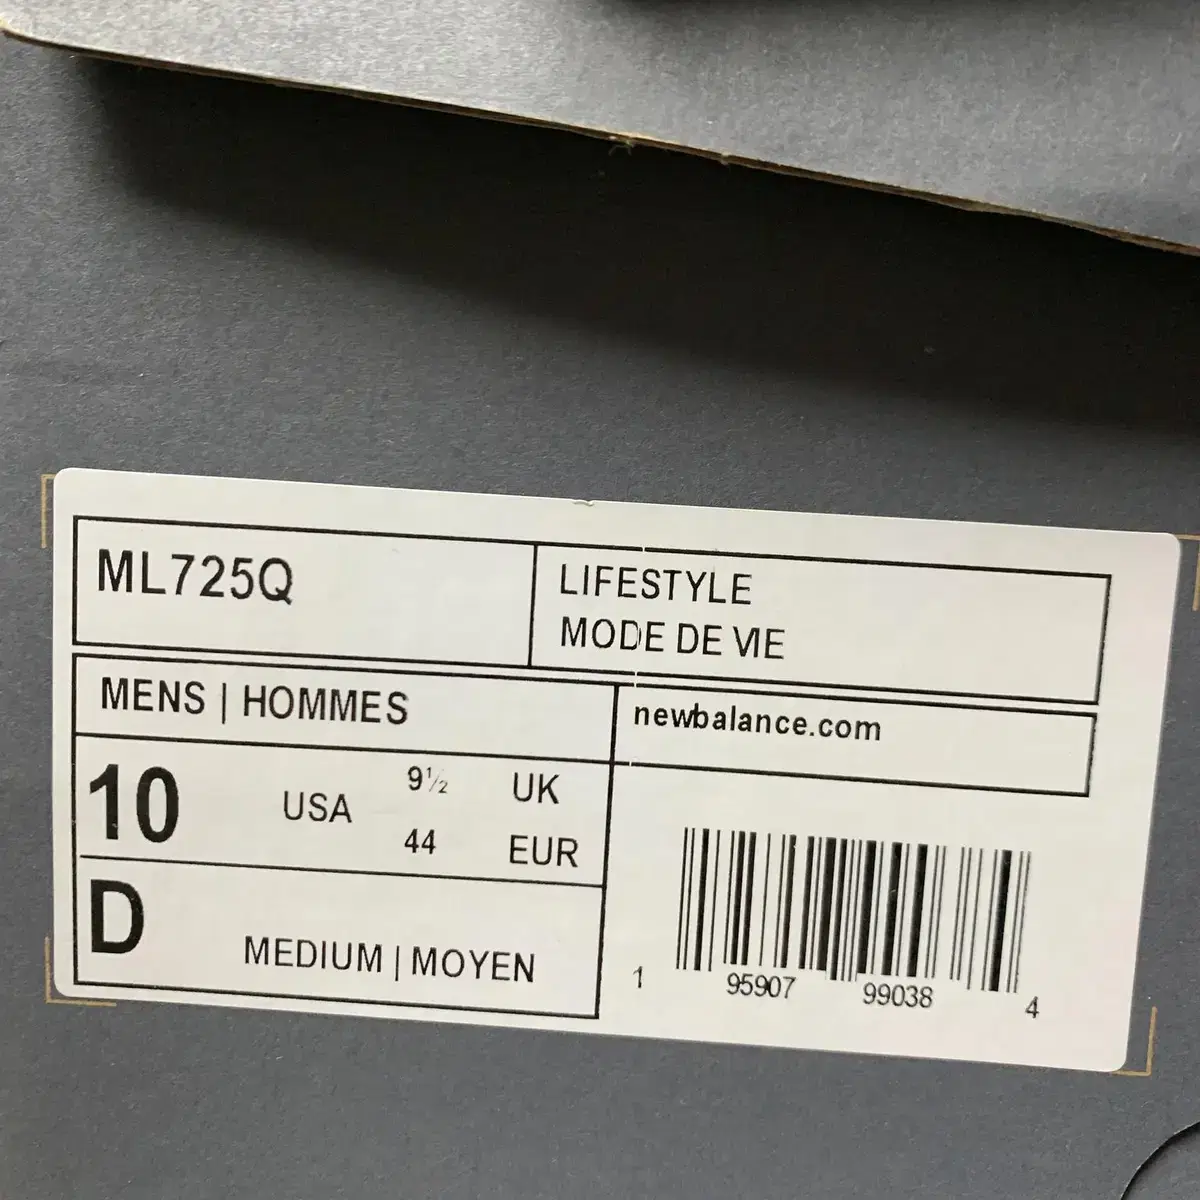 ML725Q
LIFESTYLE
MODE DE VIE
MENS | HOMMES
newbalance.com
10 USA 9½ UK
44 EUR
D MEDIUM | MOYEN
1 95907 99038 4